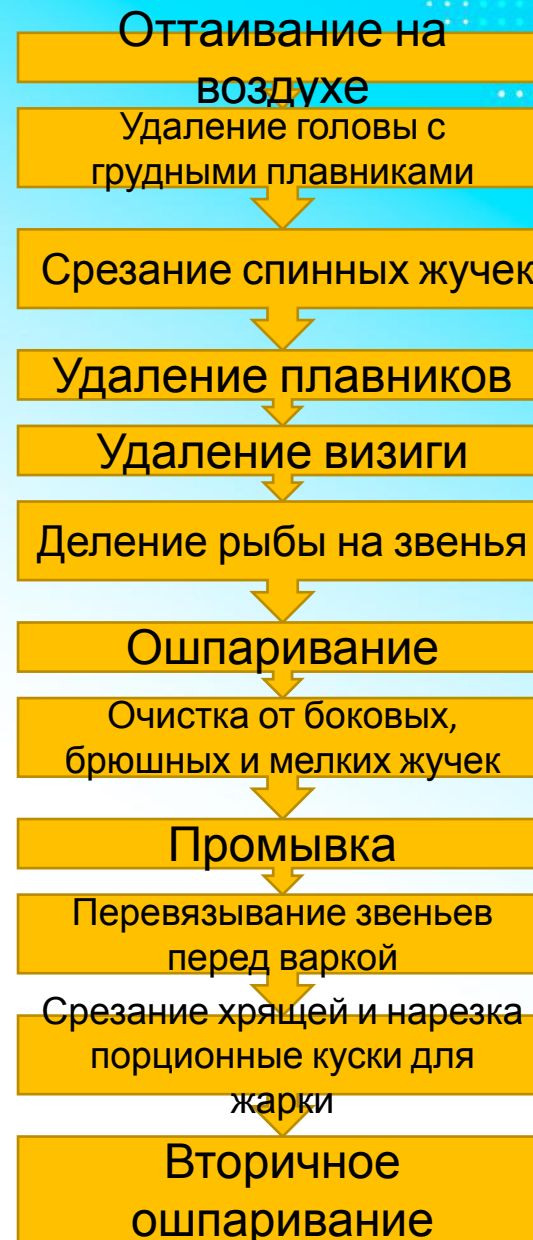 Оттаивание на
воздухе
Удаление головы с
грудными плавниками
Срезание спинных жучек
Удаление плавников
Удаление визиги
Деление рыбы на звенья
Ошпаривание
Очистка от боковых,
брюшных и мелких жучек
Промывка
Перевязывание звеньев
перед варкой
Срезание хрящей и нарезка
порционные куски для
жарки
Вторичное
ошпаривание